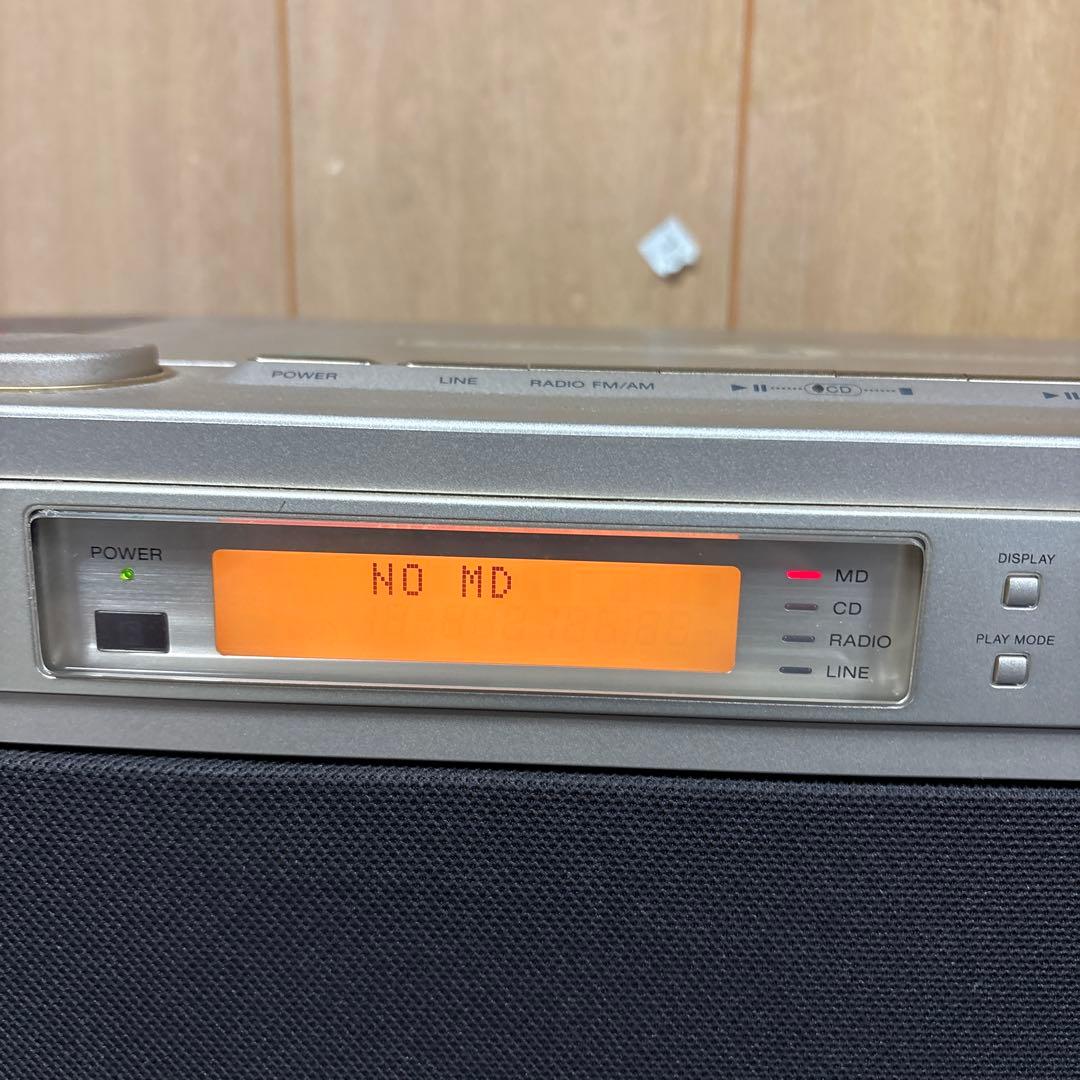 POWER LINE RADIO FM/AM CD
POWER
NO MD
MD
CD
RADIO
LINE
DISPLAY
PLAY MODE